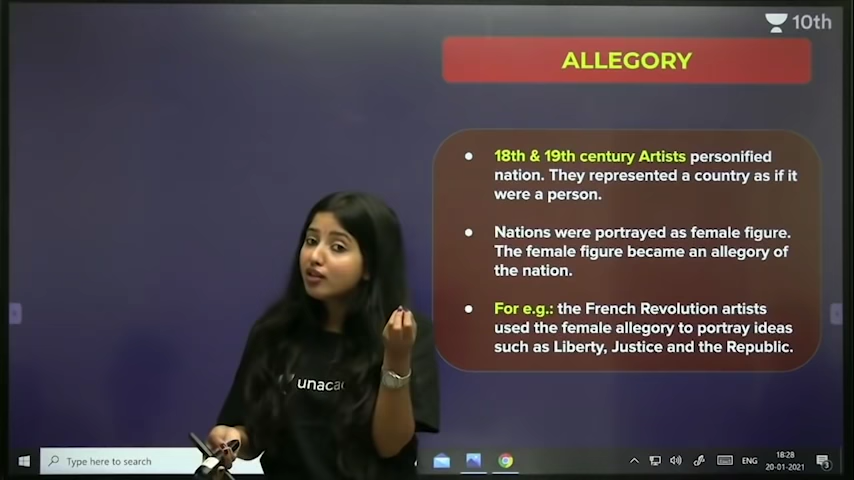 10th
ALLEGORY
18th & 19th century Artists personified
nation. They represented a country as if it
were a person.
Nations were portrayed as female figure.
The female figure became an allegory of
the nation.
For e.g.: the French Revolution artists
used the female allegory to portray ideas
such as Liberty, Justice and the Republic.
unacac
Type here to search
ENG
18:28
20-01-2021
3